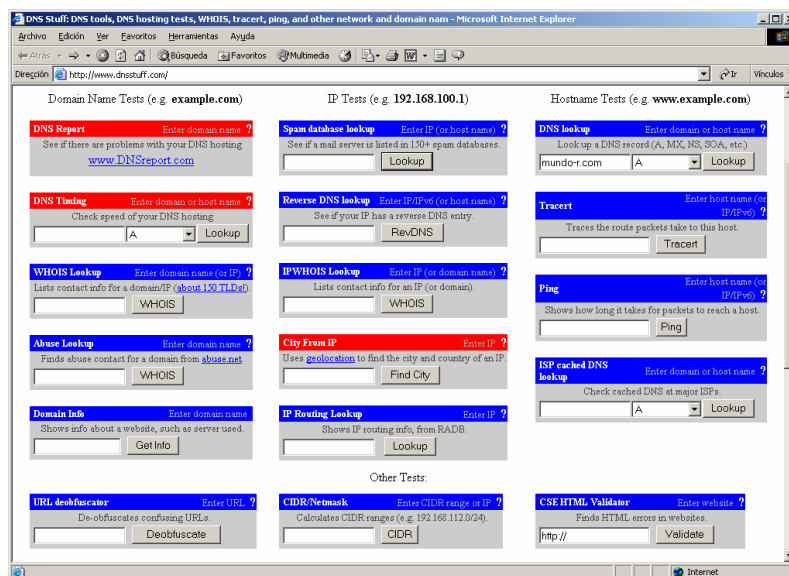 DNS Stuff: DNS tools, DNS hosting tests, WHOIS, tracert, ping, and other network and domain nam - Microsoft Internet Explorer
Archivo Edición Ver Favoritos Herramientas Ayuda
Atrás Búsqueda Favoritos Multimedia
Dirección http://www.dnsstuff.com/ Ir Vínculos
Domain Name Tests (e.g. example.com)
DNS Report Enter domain name ?
See if there are problems with your DNS hosting
www.DNSreport.com
DNS Timing Enter domain or host name ?
Check speed of your DNS hosting
A Lookup
WHOIS Lookup Enter domain name (or IP) ?
Lists contact info for a domain/IP (about 150 TLDs!).
WHOIS
Abuse Lookup Enter domain name ?
Finds abuse contact for a domain from abuse.net.
WHOIS
Domain Info Enter domain name
Shows info about a website, such as server used.
Get Info
IP Tests (e.g. 192.168.100.1)
Spam database lookup Enter IP (or host name) ?
See if a mail server is listed in 150+ spam databases.
Lookup
Reverse DNS lookup Enter IP/IPv6 (or host name) ?
See if your IP has a reverse DNS entry.
RevDNS
IPWHOIS Lookup Enter IP (or domain name) ?
Lists contact info for an IP (or domain).
WHOIS
City From IP Enter IP ?
Uses geolocation to find the city and country of an IP.
Find City
IP Routing Lookup Enter IP ?
Shows IP routing info, from RADB.
Lookup
Hostname Tests (e.g. www.example.com)
DNS lookup Enter domain or host name ?
Look up a DNS record (A, MX, NS, SOA, etc.)
mundo-r.com A Lookup
Tracert Enter host name (or
IP/IPv6) ?
Traces the route packets take to this host.
Tracert
Ping Enter host name (or
IP/IPv6) ?
Shows how long it takes for packets to reach a host.
Ping
ISP cached DNS
lookup Enter domain or host name ?
Check cached DNS at major ISPs.
A Lookup
Other Tests:
URL deobfuscator Enter URL ?
De-obfuscates confusing URLs.
Deobfuscate
CIDR/Netmask Enter CIDR range or IP ?
Calculates CIDR ranges (e.g. 192.168.112.0/24).
CIDR
CSE HTML Validator Enter website ?
Finds HTML errors in websites.
http:// Validate
Internet